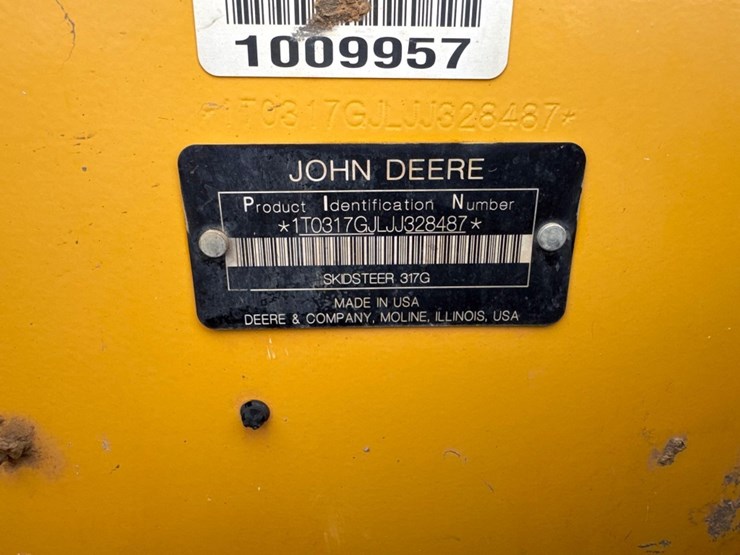 1009957
*1T0317GJLJJ328487*
JOHN DEERE
Product Identification Number
*1T0317GJLJJ328487*
SKIDSTEER 317G
MADE IN USA
DEERE & COMPANY, MOLINE, ILLINOIS, USA